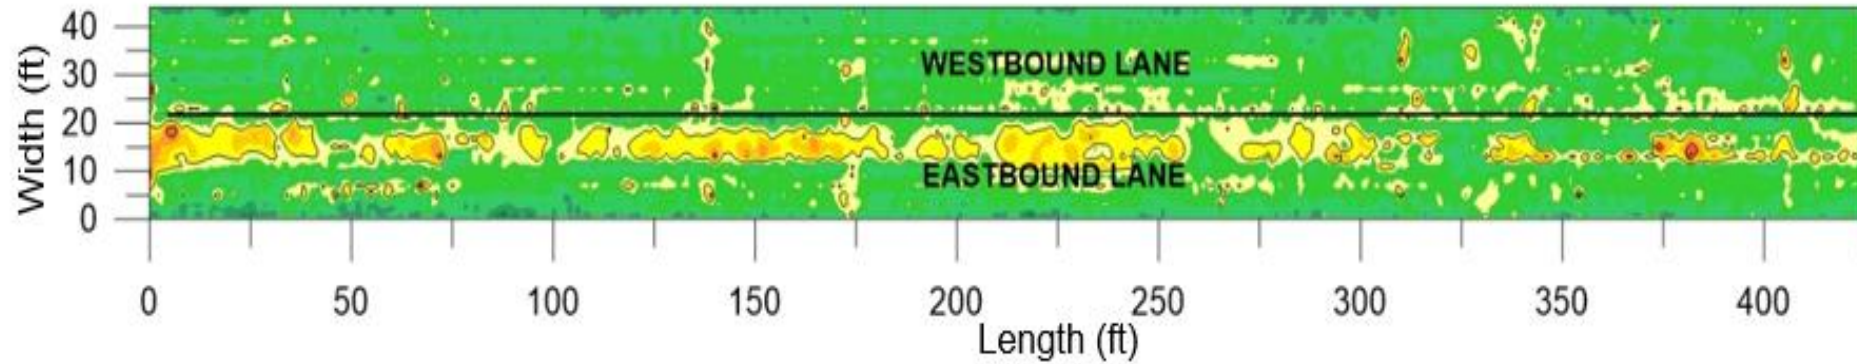 Width (ft)
40
30
20
10
0
WESTBOUND LANE
EASTBOUND LANE
0 50 100 150 200 250 300 350 400
Length (ft)